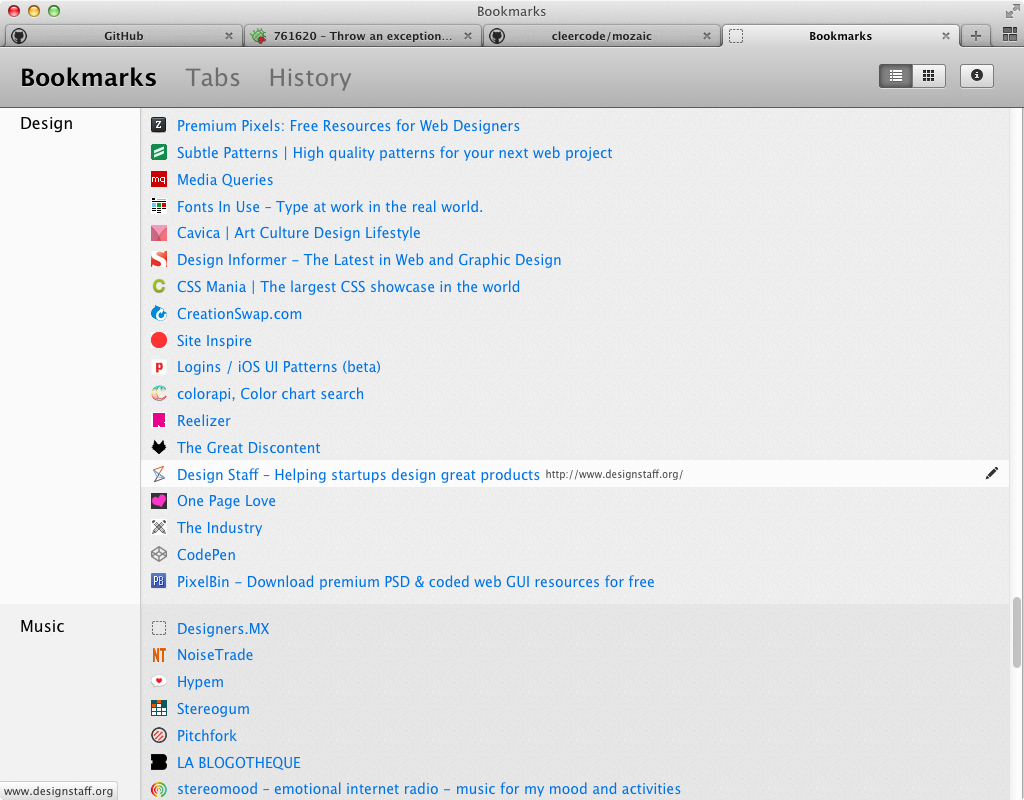 Bookmarks
GitHub
761620 – Throw an exception...
cleercode/mozaic
Bookmarks
Bookmarks Tabs History
Design
Premium Pixels: Free Resources for Web Designers
Subtle Patterns | High quality patterns for your next web project
mq Media Queries
Fonts In Use – Type at work in the real world.
Cavica | Art Culture Design Lifestyle
Design Informer – The Latest in Web and Graphic Design
CSS Mania | The largest CSS showcase in the world
CreationSwap.com
Site Inspire
Logins / iOS UI Patterns (beta)
colorapi, Color chart search
Reelizer
The Great Discontent
Design Staff – Helping startups design great products http://www.designstaff.org/
One Page Love
The Industry
CodePen
PB PixelBin – Download premium PSD & coded web GUI resources for free
Music
Designers.MX
NT NoiseTrade
Hypem
Stereogum
Pitchfork
LA BLOGOTHEQUE
stereomood – emotional internet radio – music for my mood and activities
www.designstaff.org